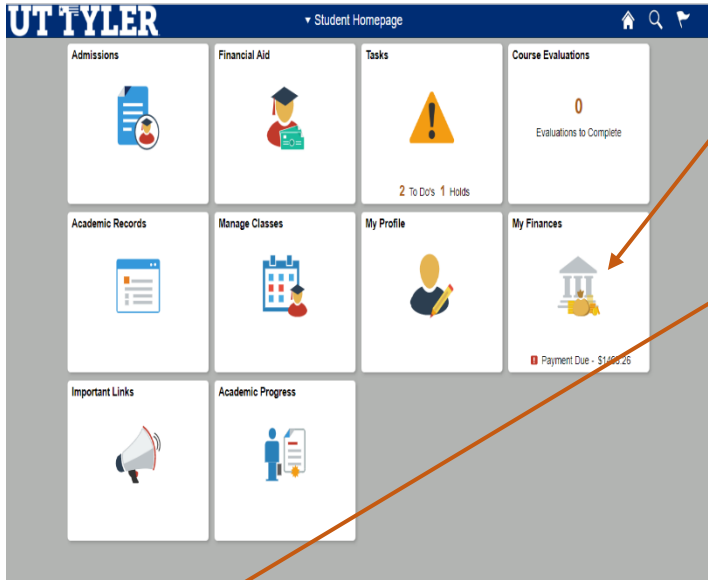 UT TYLER
▾ Student Homepage
Admissions
Financial Aid
Tasks
Course Evaluations
2 To Do's 1 Holds
0
Evaluations to Complete
Academic Records
Manage Classes
My Profile
My Finances
Payment Due -
Important Links
Academic Progress